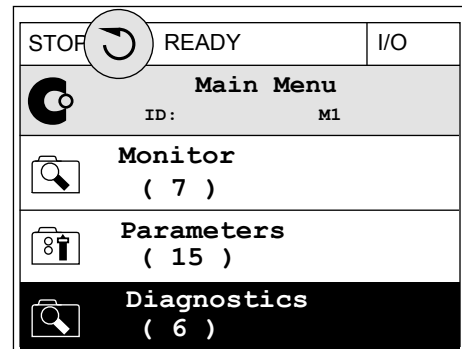 STOP READY I/O
Main Menu
ID: M1
Monitor
( 7 )
Parameters
( 15 )
Diagnostics
( 6 )